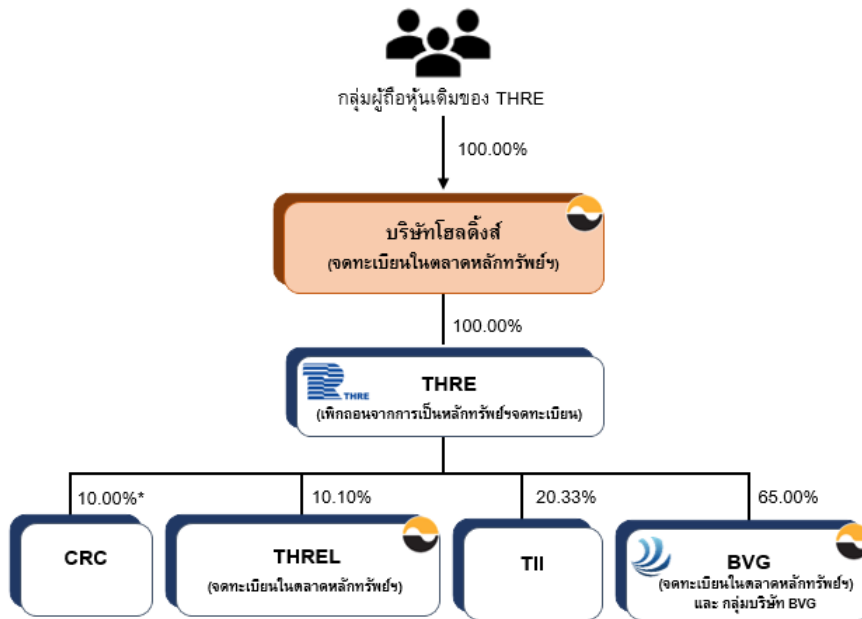 กลุ่มผู้ถือหุ้นเดิมของ THRE
100.00%
บริษัทโฮลดิ้งส์
(จดทะเบียนในตลาดหลักทรัพย์ฯ)
100.00%
THRE
THRE
(เพิกถอนจากการเป็นหลักทรัพย์ฯจดทะเบียน)
10.00%*
10.10%
20.33%
65.00%
CRC
THREL
(จดทะเบียนในตลาดหลักทรัพย์ฯ)
TII
BVG
(จดทะเบียนในตลาดหลักทรัพย์ฯ)
และ กลุ่มบริษัท BVG